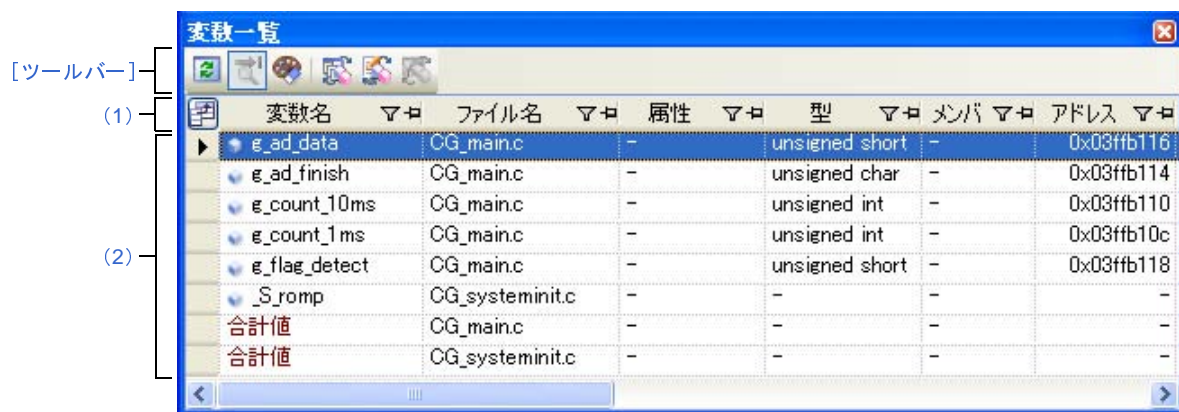 変数一覧
[ツールバー]
(1) 変数名 ファイル名 属性 型 メンバ アドレス
(2)
g_ad_data CG_main.c - unsigned short - 0x03ffb116
g_ad_finish CG_main.c - unsigned char - 0x03ffb114
g_count_10ms CG_main.c - unsigned int - 0x03ffb110
g_count_1ms CG_main.c - unsigned int - 0x03ffb10c
g_flag_detect CG_main.c - unsigned short - 0x03ffb118
_S_romp CG_systeminit.c - - - -
合計値 CG_main.c - - - -
合計値 CG_systeminit.c - - - -